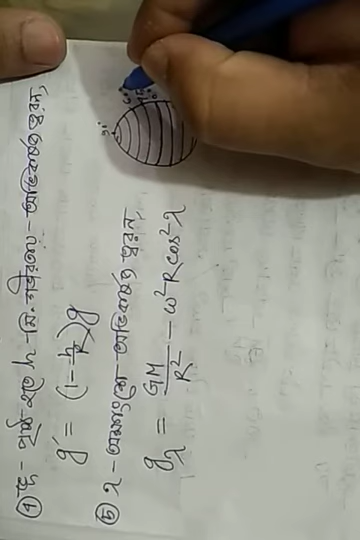 ④ ভূ-পৃষ্ঠ হতে h মি. গভীরতায় - অভিকর্ষজ ত্বরণ,
g′ = (1 - h/R)g
⑤ λ - অক্ষাংশে - অভিকর্ষজ ত্বরণ,
g_λ = GM/R² - ω²R cos²λ